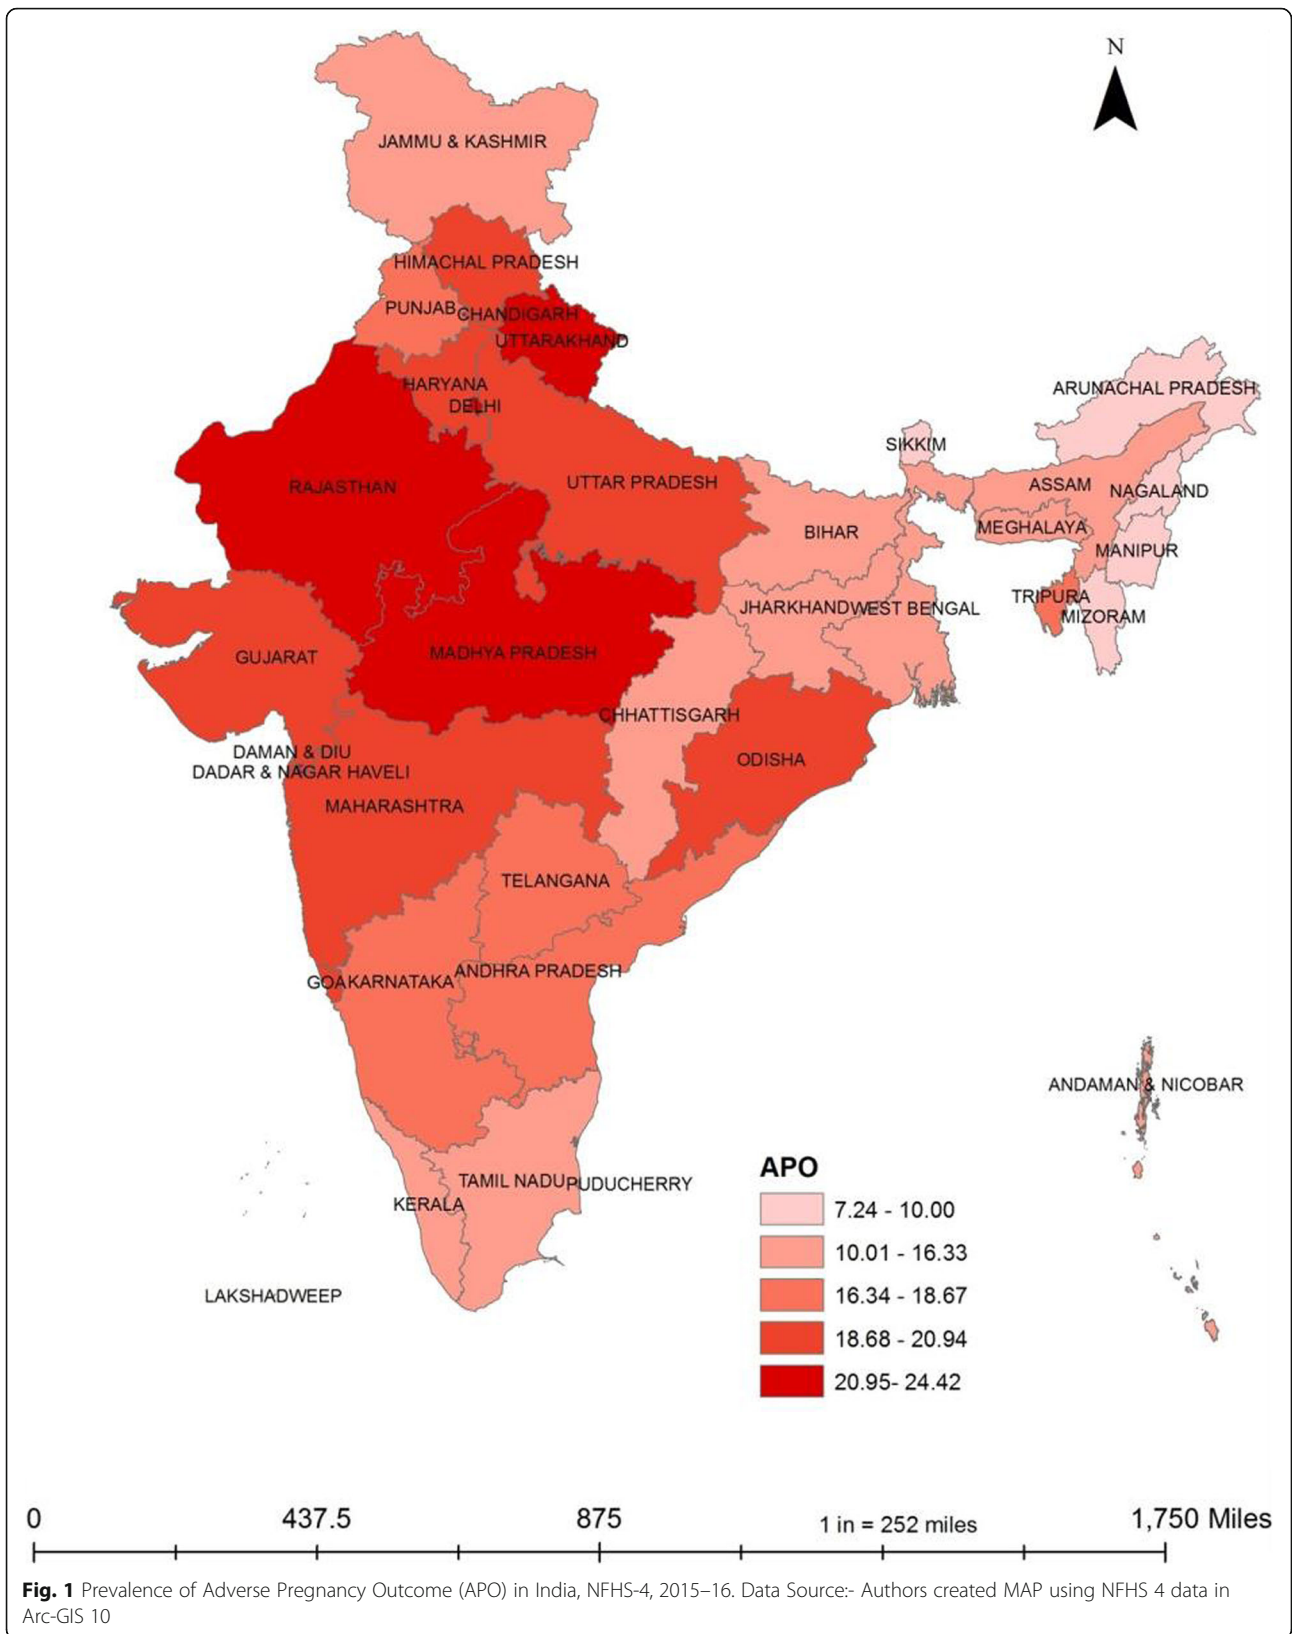 N
JAMMU & KASHMIR
HIMACHAL PRADESH
PUNJAB
CHANDIGARH
UTTARAKHAND
HARYANA
DELHI
ARUNACHAL PRADESH
SIKKIM
RAJASTHAN
UTTAR PRADESH
ASSAM
NAGALAND
BIHAR
MEGHALAYA
MANIPUR
TRIPURA
JHARKHAND
WEST BENGAL
MIZORAM
GUJARAT
MADHYA PRADESH
CHHATTISGARH
DAMAN & DIU
ODISHA
DADAR & NAGAR HAVELI
MAHARASHTRA
TELANGANA
ANDHRA PRADESH
GOA
KARNATAKA
ANDAMAN & NICOBAR
TAMIL NADU
PUDUCHERRY
KERALA
LAKSHADWEEP
APO
7.24 - 10.00
10.01 - 16.33
16.34 - 18.67
18.68 - 20.94
20.95- 24.42
0 437.5 875 1 in = 252 miles 1,750 Miles
Fig. 1 Prevalence of Adverse Pregnancy Outcome (APO) in India, NFHS-4, 2015–16. Data Source:- Authors created MAP using NFHS 4 data in
Arc-GIS 10